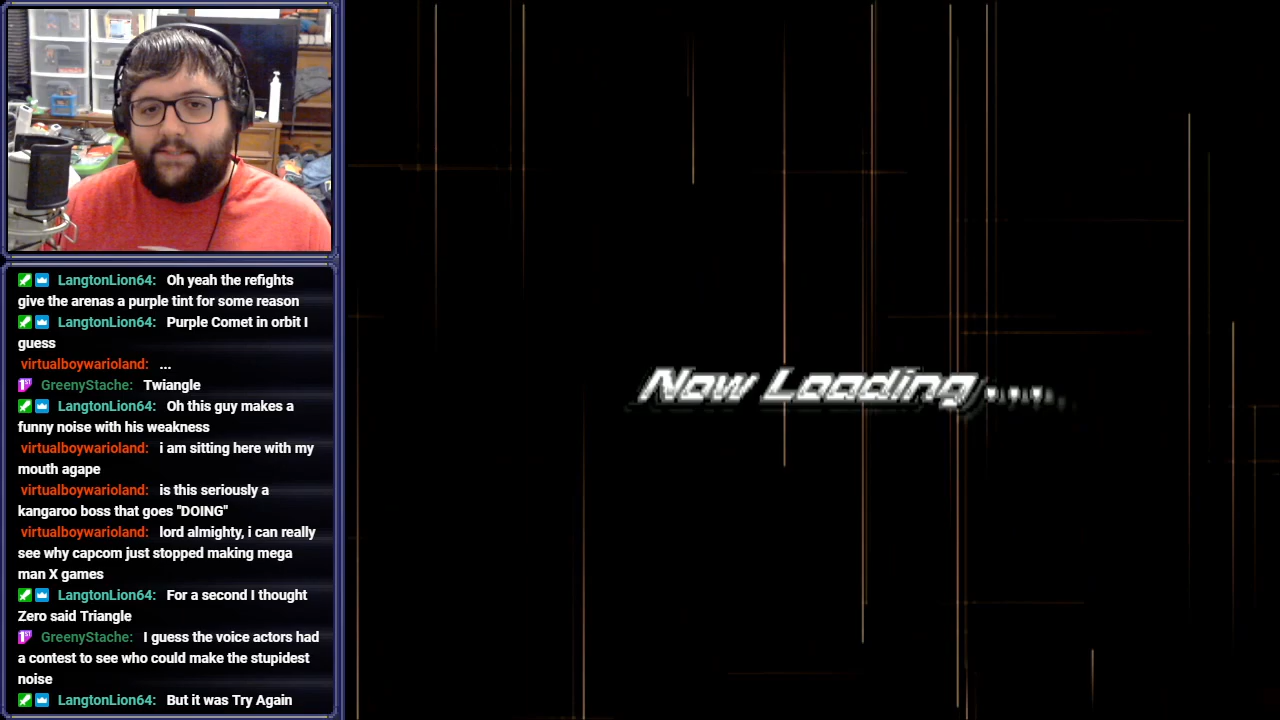 LangtonLion64: Oh yeah the refights
give the arenas a purple tint for some reason
LangtonLion64: Purple Comet in orbit I
guess
virtualboywarioland: ...
GreenyStache: Twiangle
LangtonLion64: Oh this guy makes a
funny noise with his weakness
virtualboywarioland: i am sitting here with my
mouth agape
virtualboywarioland: is this seriously a
kangaroo boss that goes "DOING"
virtualboywarioland: lord almighty, i can really
see why capcom just stopped making mega
man X games
LangtonLion64: For a second I thought
Zero said Triangle
GreenyStache: I guess the voice actors had
a contest to see who could make the stupidest
noise
LangtonLion64: But it was Try Again
Now Loading....